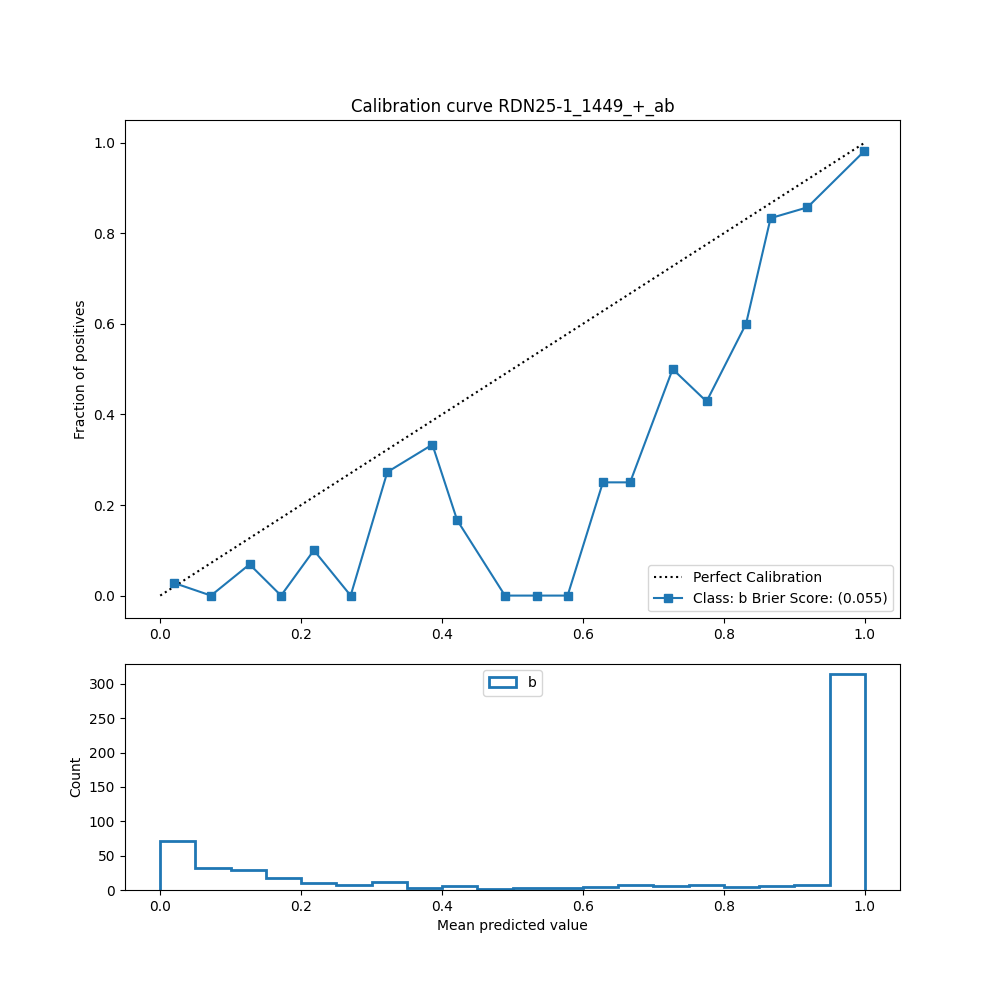 Calibration curve RDN25-1_1449_+_ab
1.0
0.8
0.6
0.4
0.2
0.0
Fraction of positives
Perfect Calibration
Class: b Brier Score: (0.055)
0.0 0.2 0.4 0.6 0.8 1.0
b
300
250
200
150
100
50
0
Count
0.0 0.2 0.4 0.6 0.8 1.0
Mean predicted value